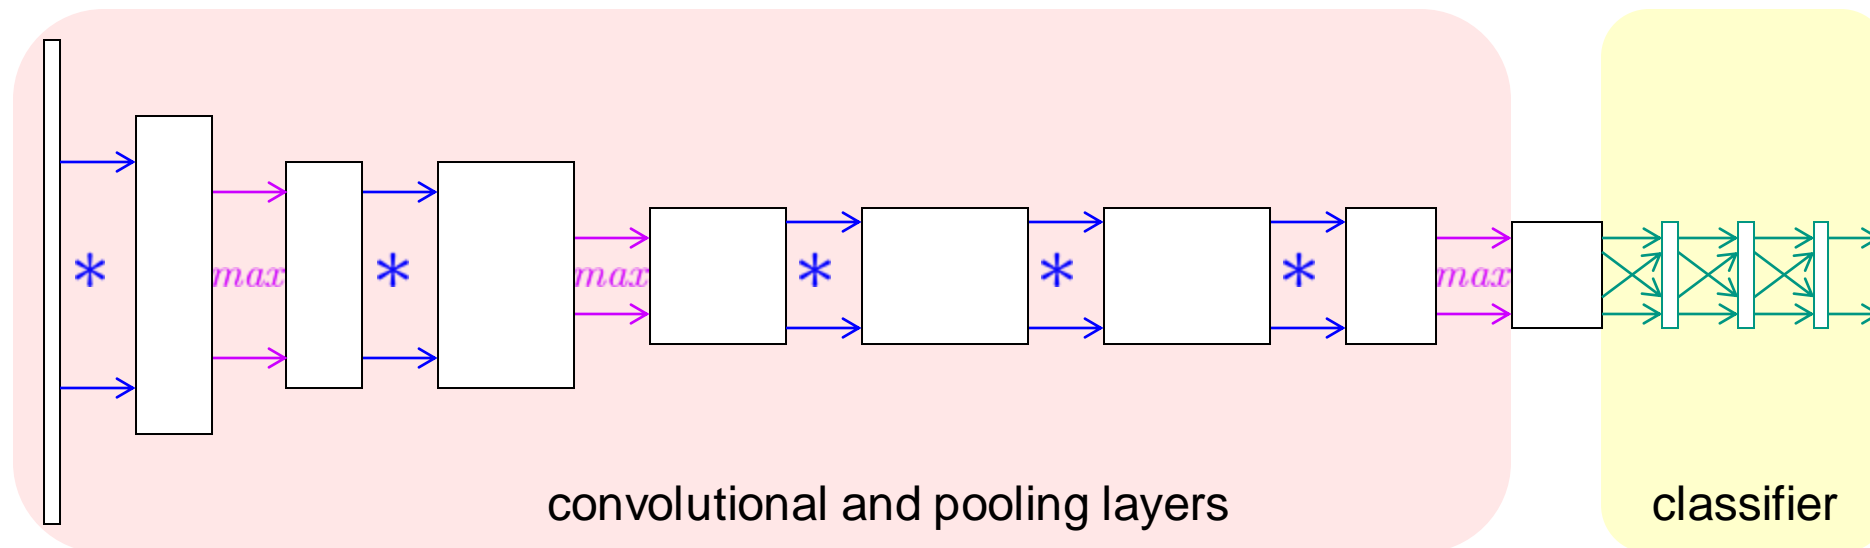 * max * max * * * max
convolutional and pooling layers classifier